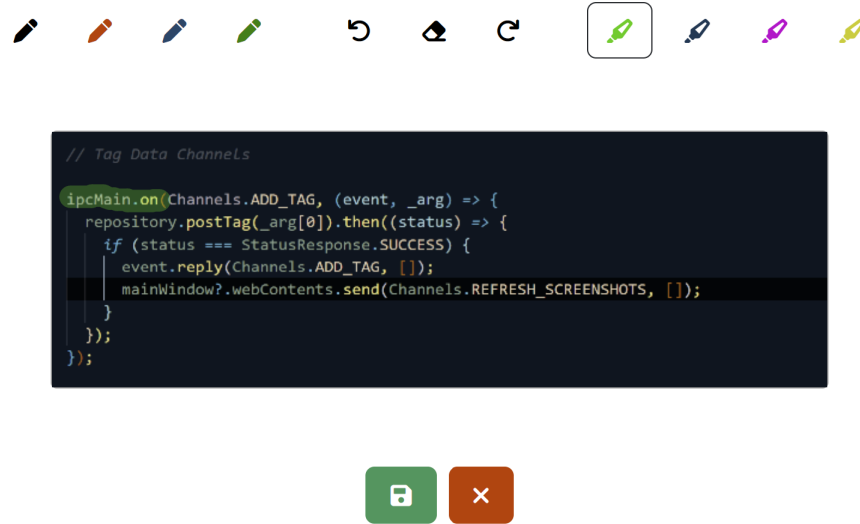 // Tag Data Channels
ipcMain.on(Channels.ADD_TAG, (event, _arg) => {
repository.postTag(_arg[0]).then((status) => {
if (status === StatusResponse.SUCCESS) {
event.reply(Channels.ADD_TAG, []);
mainWindow?.webContents.send(Channels.REFRESH_SCREENSHOTS, []);
}
});
});